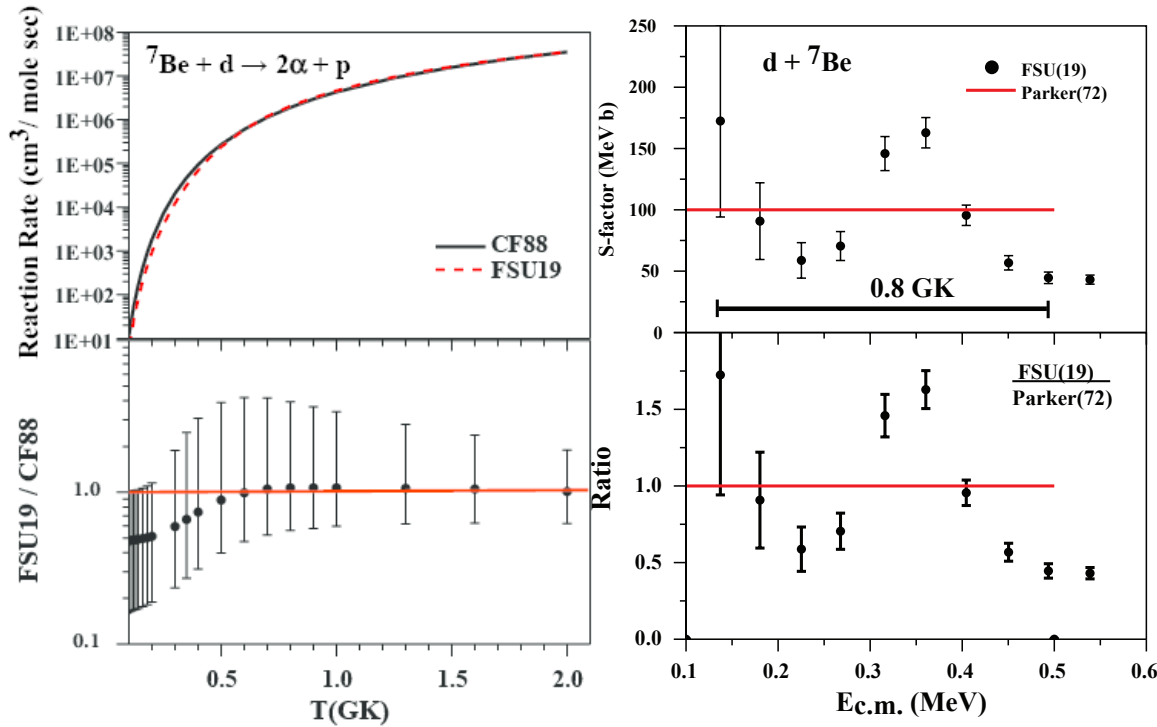 Reaction Rate (cm³/ mole sec)
1E+08
1E+07
1E+06
1E+05
1E+04
1E+03
1E+02
1E+01
⁷Be + d → 2α + p
CF88
FSU19
FSU19 / CF88
1.0
0.1
0.5
1.0
1.5
2.0
T(GK)
S-factor (MeV b)
250
200
150
100
50
0
d + ⁷Be
FSU(19)
Parker(72)
0.8 GK
Ratio
1.5
1.0
0.5
0.0
FSU(19)
Parker(72)
0.1
0.2
0.3
0.4
0.5
0.6
Ec.m. (MeV)